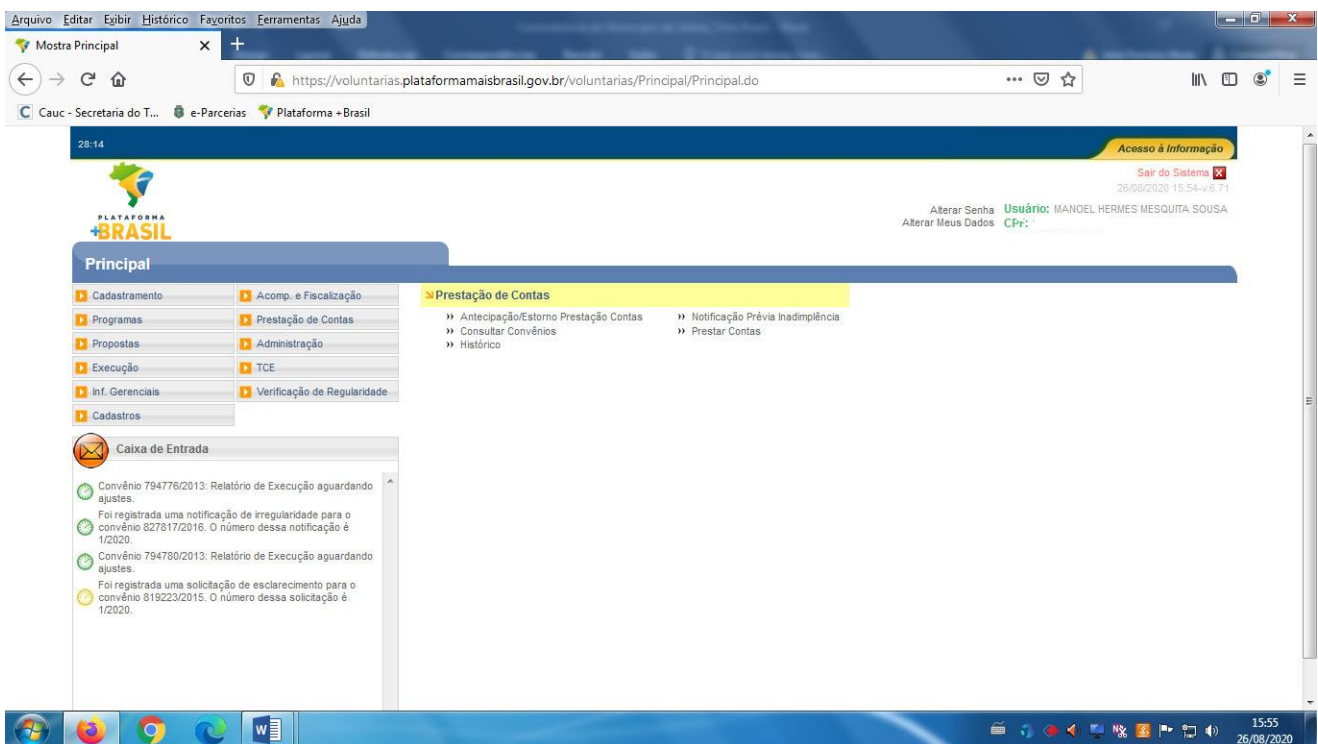 Arquivo Editar Exibir Histórico Favoritos Ferramentas Ajuda
Mostra Principal
https://voluntarias.plataformamaisbrasil.gov.br/voluntarias/Principal/Principal.do
Cauc - Secretaria do T... e-Parcerias Plataforma +Brasil
28:14
Acesso à Informação
Sair do Sistema X
26/08/2020 15:54-v.6.71
PLATAFORMA
+BRASIL
Alterar Senha Usuário: MANOEL HERMES MESQUITA SOUSA
Alterar Meus Dados CPF:
Principal
Cadastramento Acomp. e Fiscalização
Programas Prestação de Contas
Propostas Administração
Execução TCE
Inf. Gerenciais Verificação de Regularidade
Cadastros
Prestação de Contas
Antecipação/Estorno Prestação Contas Notificação Prévia Inadimplência
Consultar Convênios Prestar Contas
Histórico
Caixa de Entrada
Convênio 794776/2013: Relatório de Execução aguardando
ajustes.
Foi registrada uma notificação de irregularidade para o
convênio 827817/2016. O número dessa notificação é
1/2020.
Convênio 794780/2013: Relatório de Execução aguardando
ajustes.
Foi registrada uma solicitação de esclarecimento para o
convênio 819223/2015. O número dessa solicitação é
1/2020.
15:55
26/08/2020